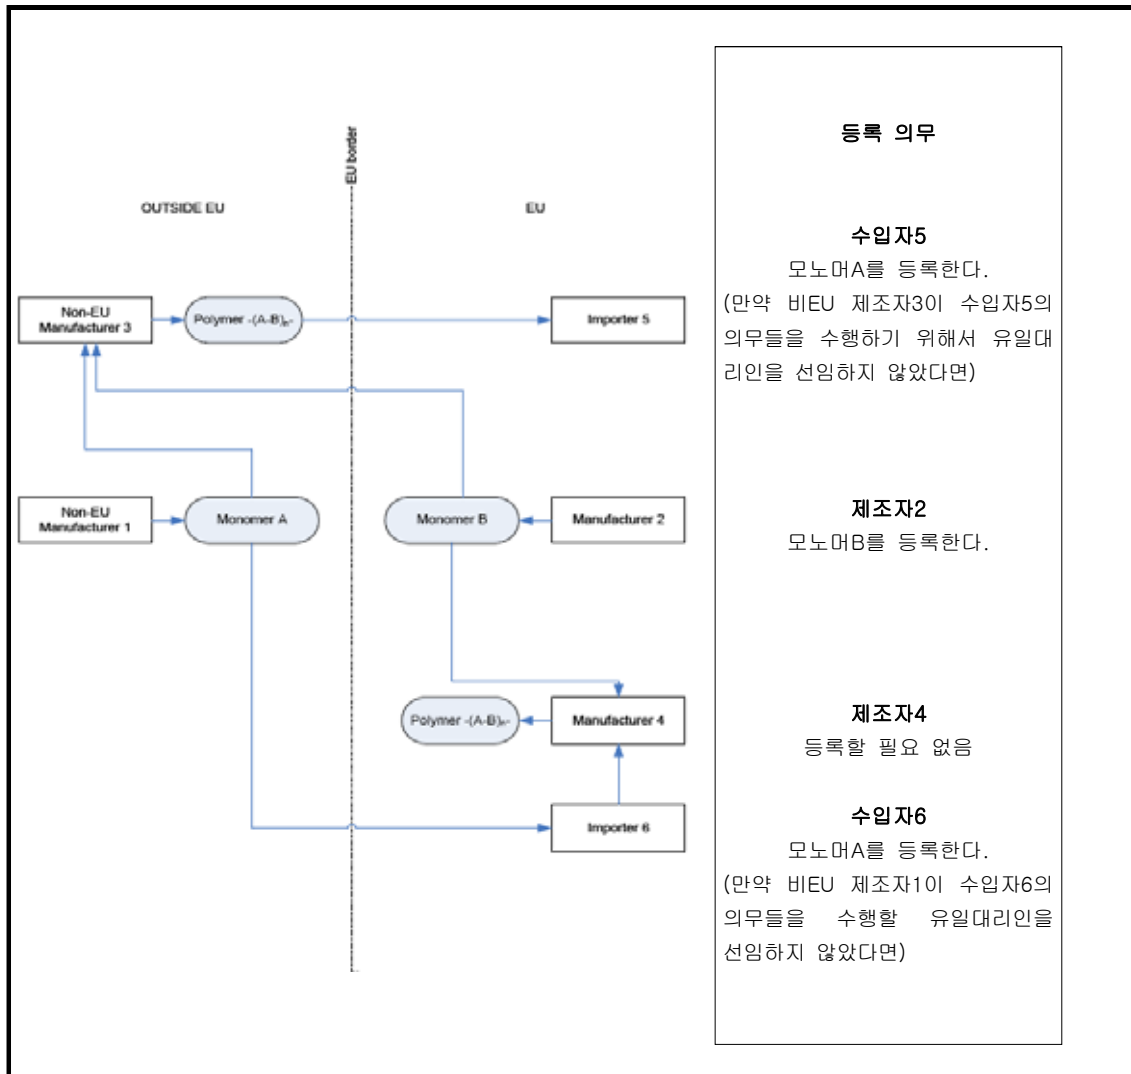 등록 의무
EU border
OUTSIDE EU
EU
수입자5
모노머A를 등록한다.
(만약 비EU 제조자3이 수입자5의
의무들을 수행하기 위해서 유일대
리인을 선임하지 않았다면)
Non-EU
Manufacturer 3
Polymer -(A-B)n-
Importer 5
Non-EU
Manufacturer 1
Monomer A
Monomer B
Manufacturer 2
제조자2
모노머B를 등록한다.
Polymer -(A-B)n-
Manufacturer 4
제조자4
등록할 필요 없음
Importer 6
수입자6
모노머A를 등록한다.
(만약 비EU 제조자1이 수입자6의
의무들을 수행할 유일대리인을
선임하지 않았다면)